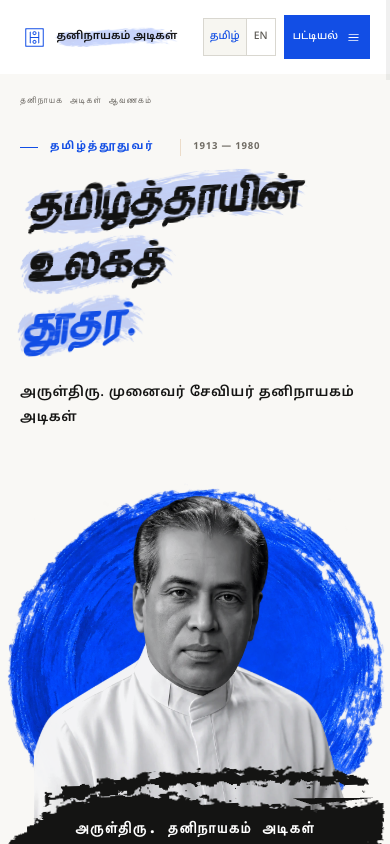 தனிநாயகம் அடிகள்
தமிழ் EN பட்டியல்
தனிநாயக அடிகள் ஆவணகம்
தமிழ்த்தூதுவர் 1913 — 1980
தமிழ்த்தாயின்
உலகத்
தூதர்.
அருள்திரு. முனைவர் சேவியர் தனிநாயகம்
அடிகள்
அருள்திரு. தனிநாயகம் அடிகள்